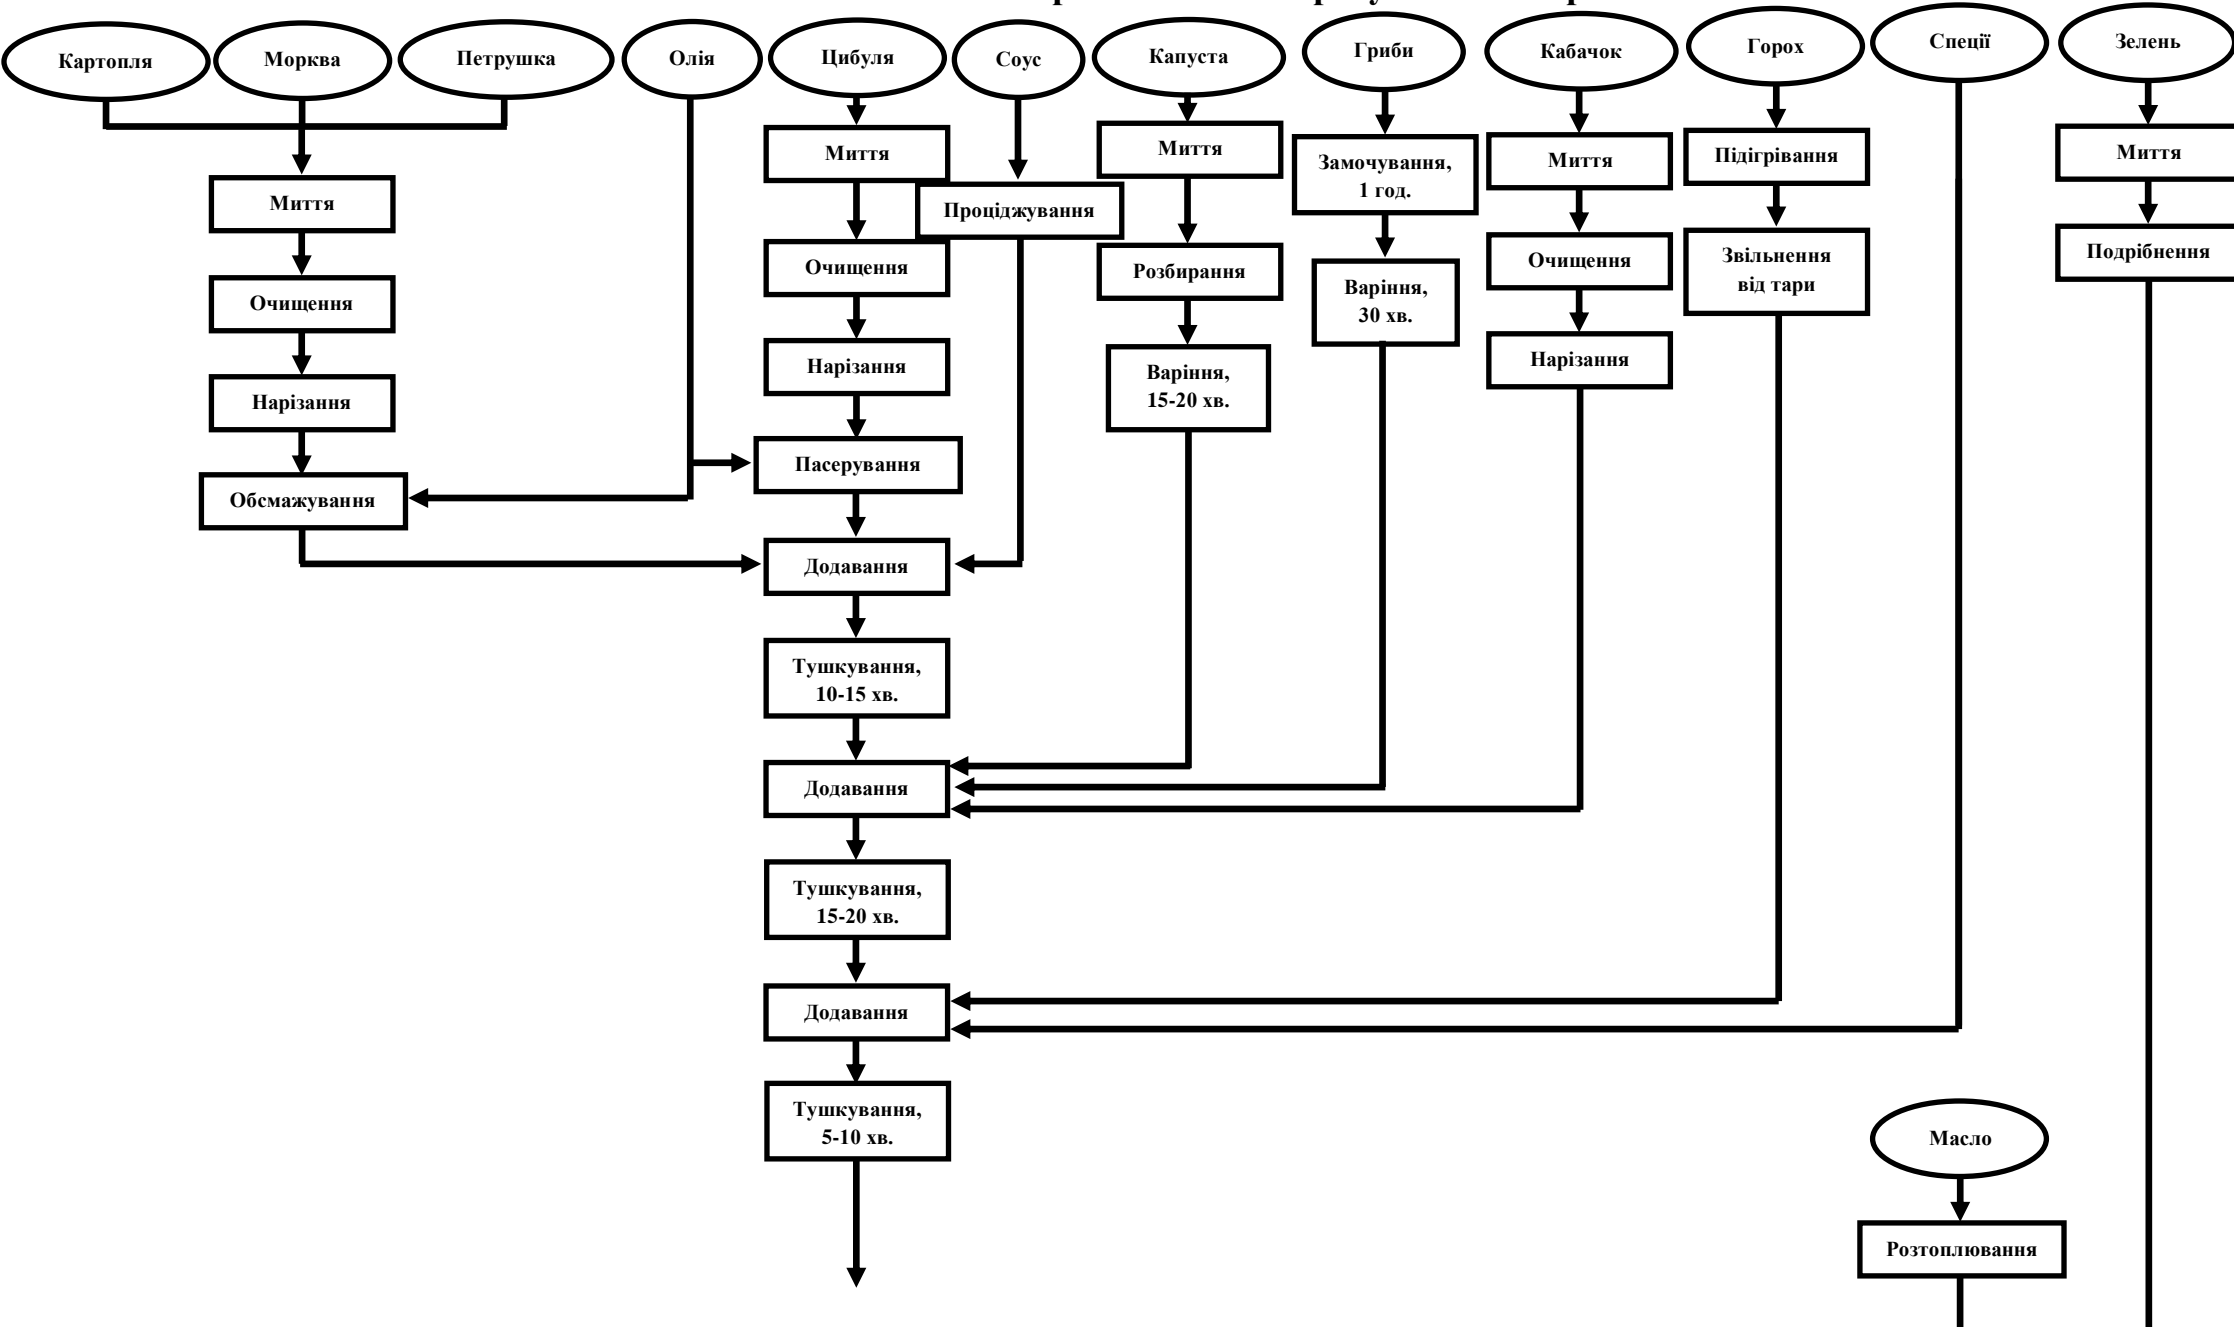 Картопля
Морква
Петрушка
Олія
Цибуля
Соус
Капуста
Гриби
Кабачок
Горох
Спеції
Зелень
Миття
Очищення
Нарізання
Обсмажування
Миття
Очищення
Нарізання
Пасерування
Додавання
Тушкування,
10-15 хв.
Додавання
Тушкування,
15-20 хв.
Додавання
Тушкування,
5-10 хв.
Проціджування
Миття
Розбирання
Варіння,
15-20 хв.
Замочування,
1 год.
Варіння,
30 хв.
Миття
Очищення
Нарізання
Підігрівання
Звільнення
від тари
Миття
Подрібнення
Масло
Розтоплювання